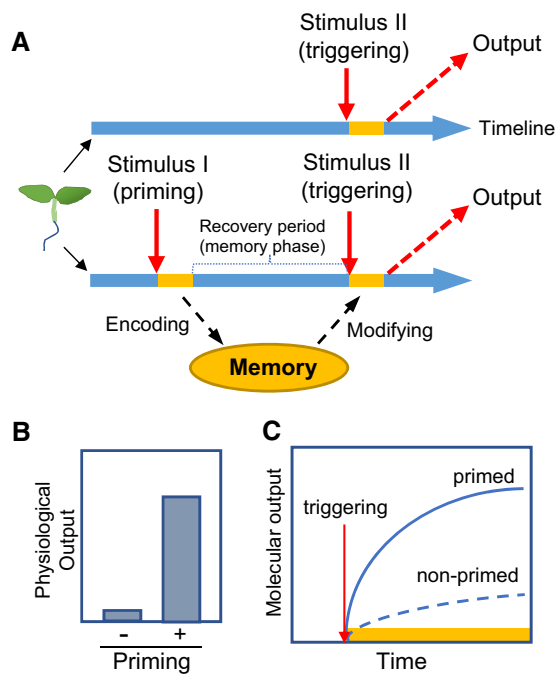 A
Stimulus II
(triggering)
Output
Timeline
Stimulus I
(priming)
Stimulus II
(triggering)
Output
Recovery period
(memory phase)
Encoding
Modifying
Memory
B
Physiological
Output
- +
Priming
C
Molecular output
triggering
primed
non-primed
Time